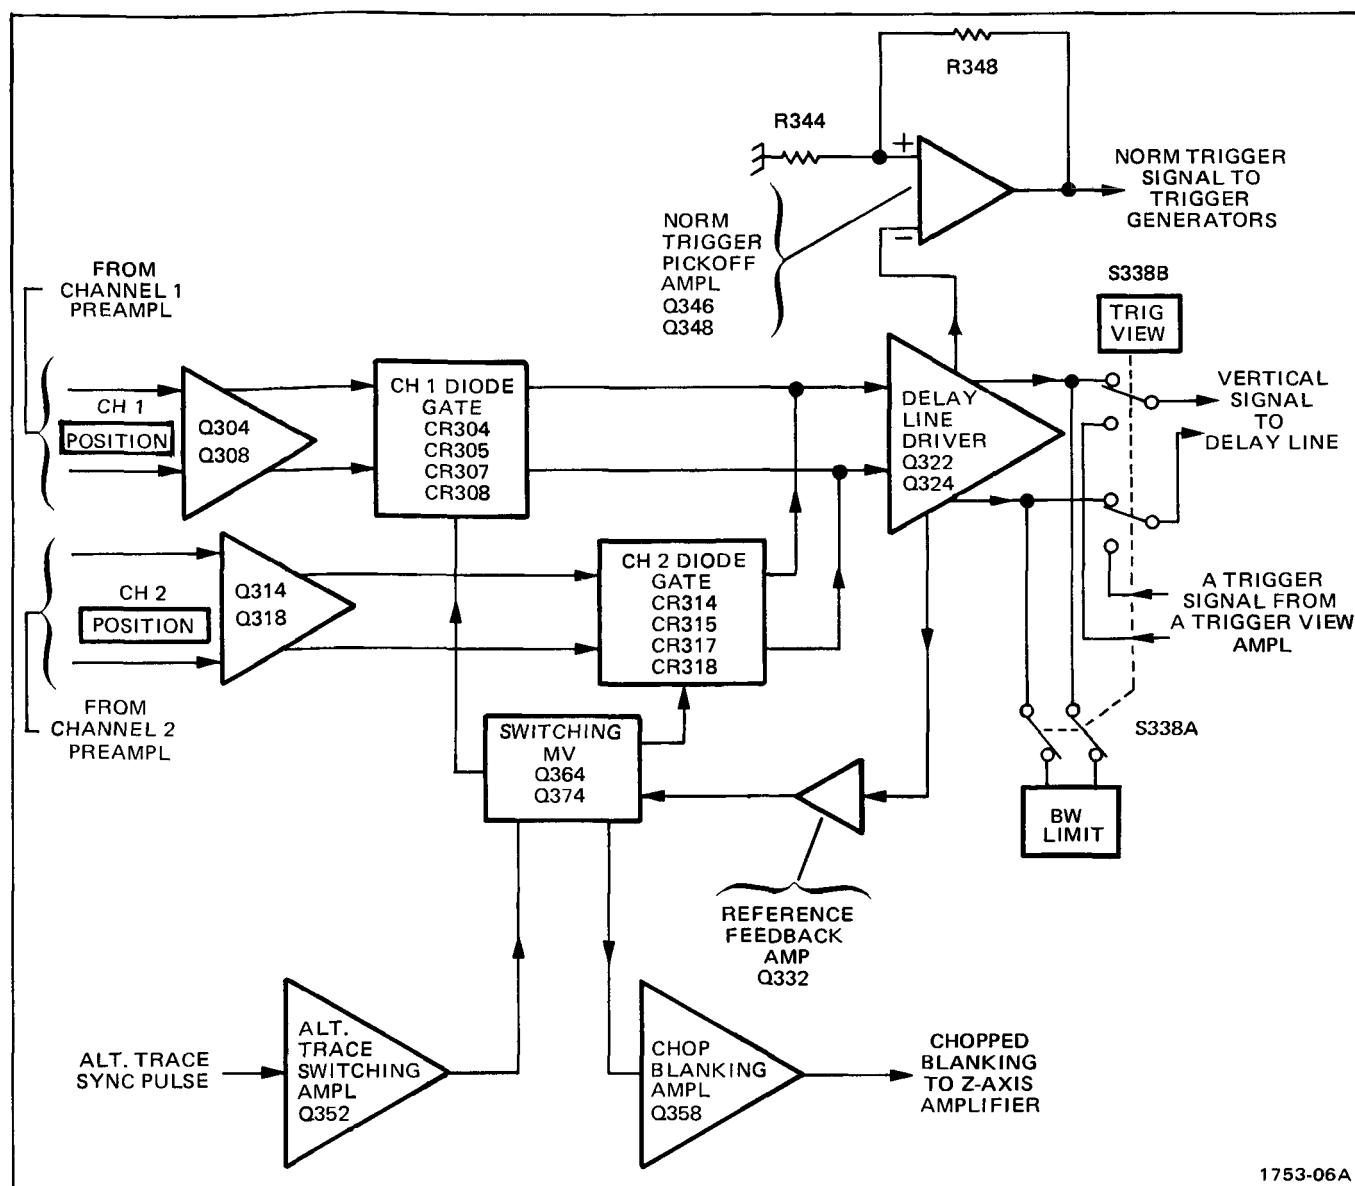 R348
R344
+
−
NORM TRIGGER
SIGNAL TO
TRIGGER
GENERATORS
NORM
TRIGGER
PICKOFF
AMPL
Q346
Q348
FROM
CHANNEL 1
PREAMPL
S338B
TRIG
VIEW
CH 1
POSITION
Q304
Q308
CH 1 DIODE
GATE
CR304
CR305
CR307
CR308
DELAY
LINE
DRIVER
Q322
Q324
VERTICAL
SIGNAL
TO
DELAY LINE
CH 2
POSITION
Q314
Q318
CH 2 DIODE
GATE
CR314
CR315
CR317
CR318
A TRIGGER
SIGNAL FROM
A TRIGGER VIEW
AMPL
FROM
CHANNEL 2
PREAMPL
SWITCHING
MV
Q364
Q374
S338A
BW
LIMIT
REFERENCE
FEEDBACK
AMP
Q332
ALT. TRACE
SYNC PULSE
ALT.
TRACE
SWITCHING
AMPL
Q352
CHOP
BLANKING
AMPL
Q358
CHOPPED
BLANKING
TO Z-AXIS
AMPLIFIER
1753-06A